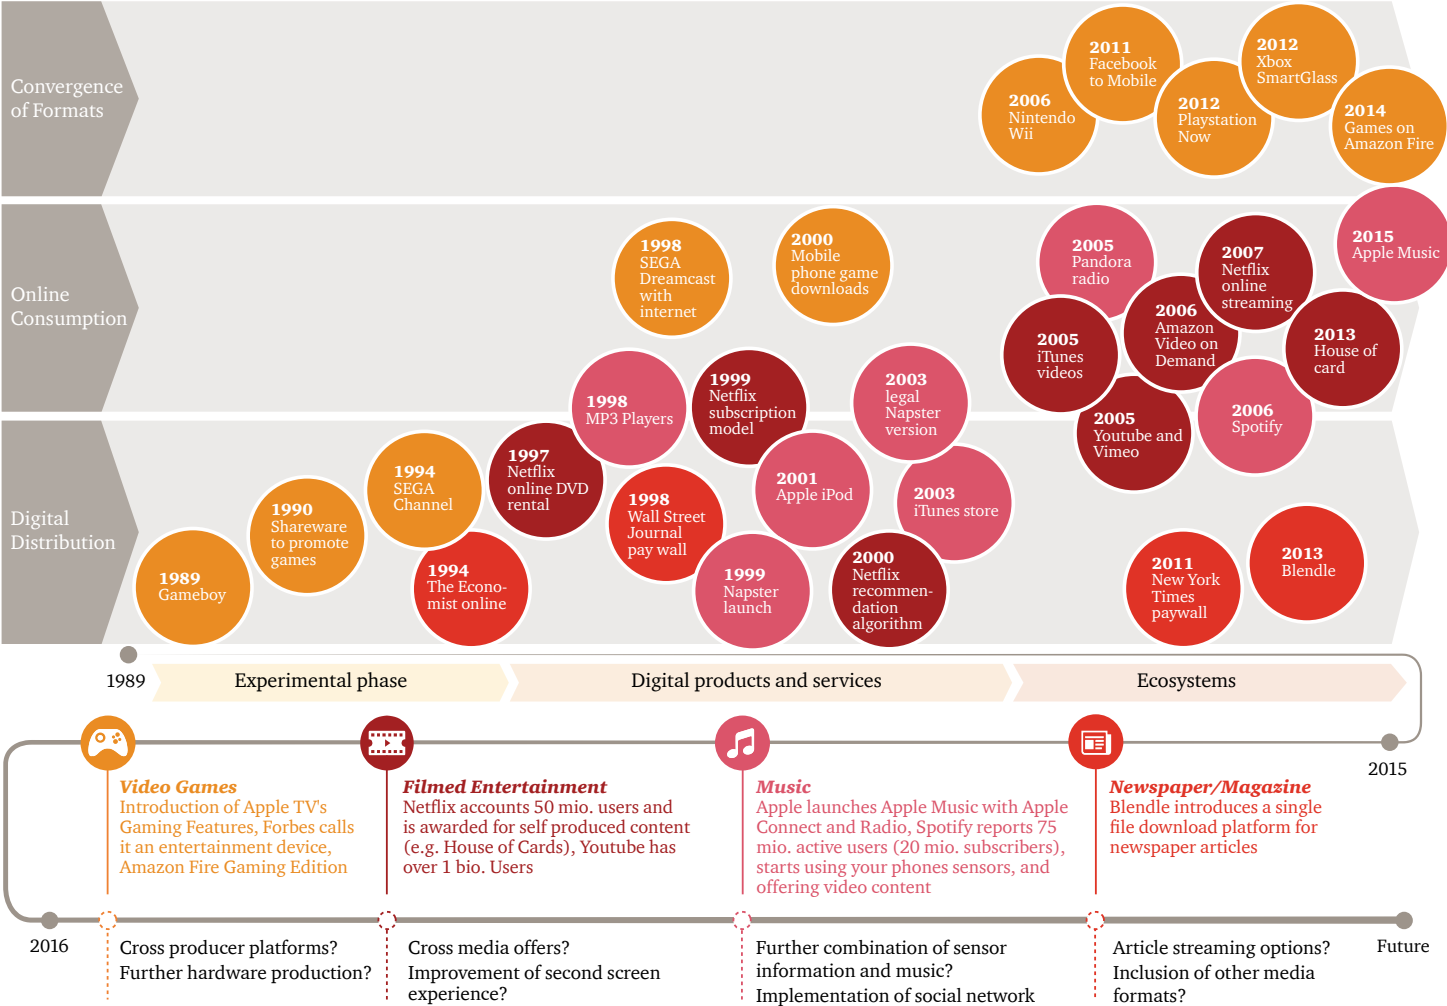 Convergence
of Formats
2006
Nintendo
Wii
2011
Facebook
to Mobile
2012
Playstation
Now
2012
Xbox
SmartGlass
2014
Games on
Amazon Fire
Online
Consumption
1998
SEGA
Dreamcast
with
internet
2000
Mobile
phone game
downloads
2005
Pandora
radio
2007
Netflix
online
streaming
2015
Apple Music
2005
iTunes
videos
2006
Amazon
Video on
Demand
2013
House of
card
1998
MP3 Players
1999
Netflix
subscription
model
2003
legal
Napster
version
2005
Youtube and
Vimeo
2006
Spotify
Digital
Distribution
1989
Gameboy
1990
Shareware
to promote
games
1994
SEGA
Channel
1994
The Econo-
mist online
1997
Netflix
online DVD
rental
1998
Wall Street
Journal
pay wall
1999
Napster
launch
2001
Apple iPod
2000
Netflix
recommen-
dation
algorithm
2003
iTunes store
2011
New York
Times
paywall
2013
Blendle
1989
Experimental phase
Digital products and services
Ecosystems
2015
Video Games
Introduction of Apple TV's
Gaming Features, Forbes calls
it an entertainment device,
Amazon Fire Gaming Edition
Filmed Entertainment
Netflix accounts 50 mio. users and
is awarded for self produced content
(e.g. House of Cards), Youtube has
over 1 bio. Users
Music
Apple launches Apple Music with Apple
Connect and Radio, Spotify reports 75
mio. active users (20 mio. subscribers),
starts using your phones sensors, and
offering video content
Newspaper/Magazine
Blendle introduces a single
file download platform for
newspaper articles
2016
Cross producer platforms?
Further hardware production?
Cross media offers?
Improvement of second screen
experience?
Further combination of sensor
information and music?
Implementation of social network
Article streaming options?
Inclusion of other media
formats?
Future